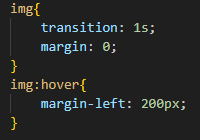 img{
    transition: 1s;
    margin: 0;
}
img:hover{
    margin-left: 200px;
}